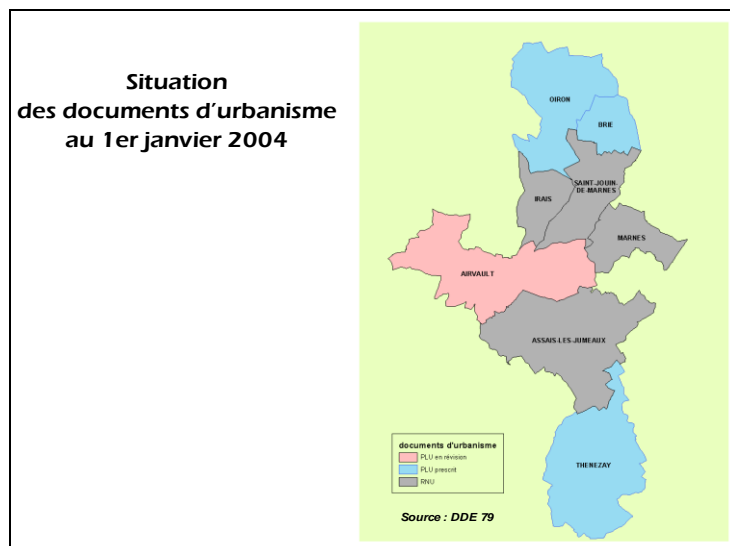 Situation
des documents d'urbanisme
au 1er janvier 2004
OIRON
BRIE
SAINT-JOUIN-
DE-MARNES
IRAIS
MARNES
AIRVAULT
ASSAIS-LES-JUMEAUX
THENEZAY
documents d'urbanisme
PLU en révision
PLU prescrit
RNU
Source : DDE 79